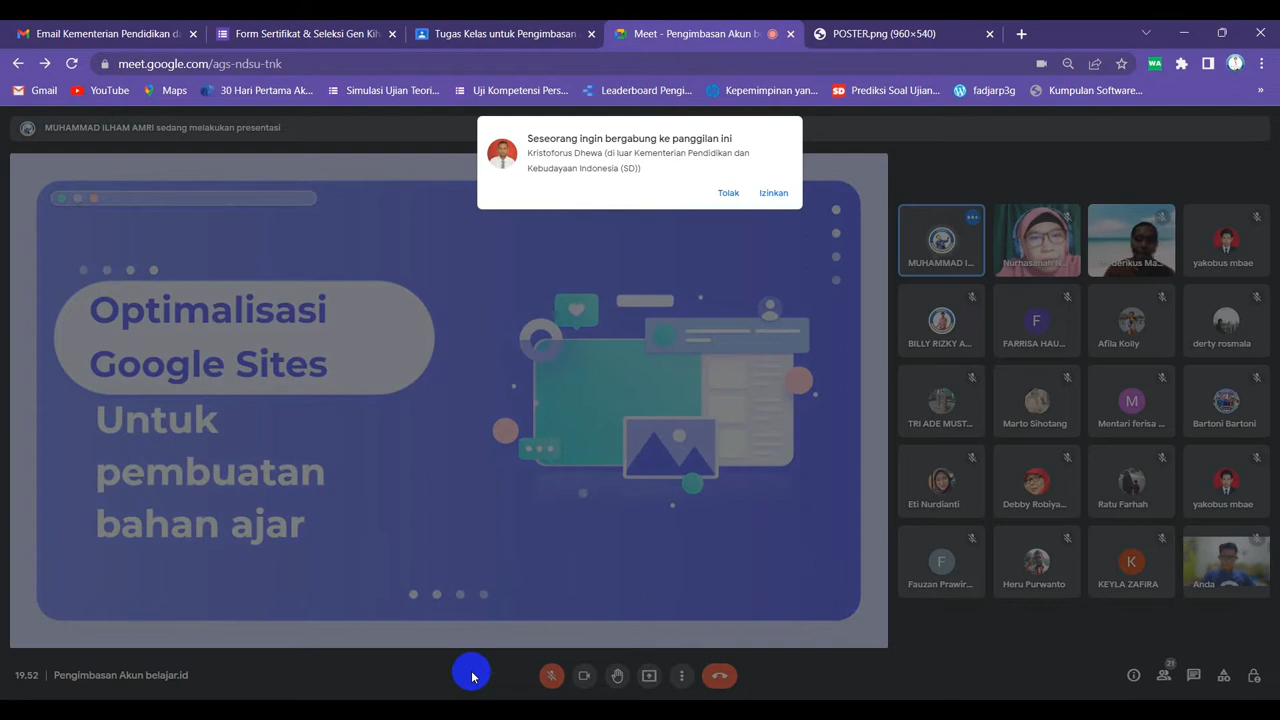 Email Kementerian Pendidikan da
Form Sertifikat & Seleksi Gen Kih
Tugas Kelas untuk Pengimbasan
Meet - Pengimbasan Akun be
POSTER.png (960×540)
meet.google.com/ags-ndsu-tnk
WA
Gmail
YouTube
Maps
30 Hari Pertama Ak...
Simulasi Ujian Teori...
Uji Kompetensi Pers...
Leaderboard Pengi...
Kepemimpinan yan...
SD
Prediksi Soal Ujian...
fadjarp3g
Kumpulan Software...
»
MUHAMMAD ILHAM AMRI sedang melakukan presentasi
Seseorang ingin bergabung ke panggilan ini
Kristoforus Dhewa (di luar Kementerian Pendidikan dan
Kebudayaan Indonesia (SD))
Tolak
Izinkan
Optimalisasi
Google Sites
Untuk
pembuatan
bahan ajar
MUHAMMAD I...
Nurhasanah N...
yakobus mbae
BILLY RIZKY A...
F
FARRISA HAU...
Afila Kolly
derty rosmala
TRI ADE MUST...
Marto Sihotang
M
Mentari ferisa ...
Bartoni Bartoni
Eti Nurdianti
Debby Robiya...
Ratu Farhah
yakobus mbae
F
Fauzan Prawir...
Heru Purwanto
K
KEYLA ZAFIRA
Anda
19.52
Pengimbasan Akun belajar.id
21